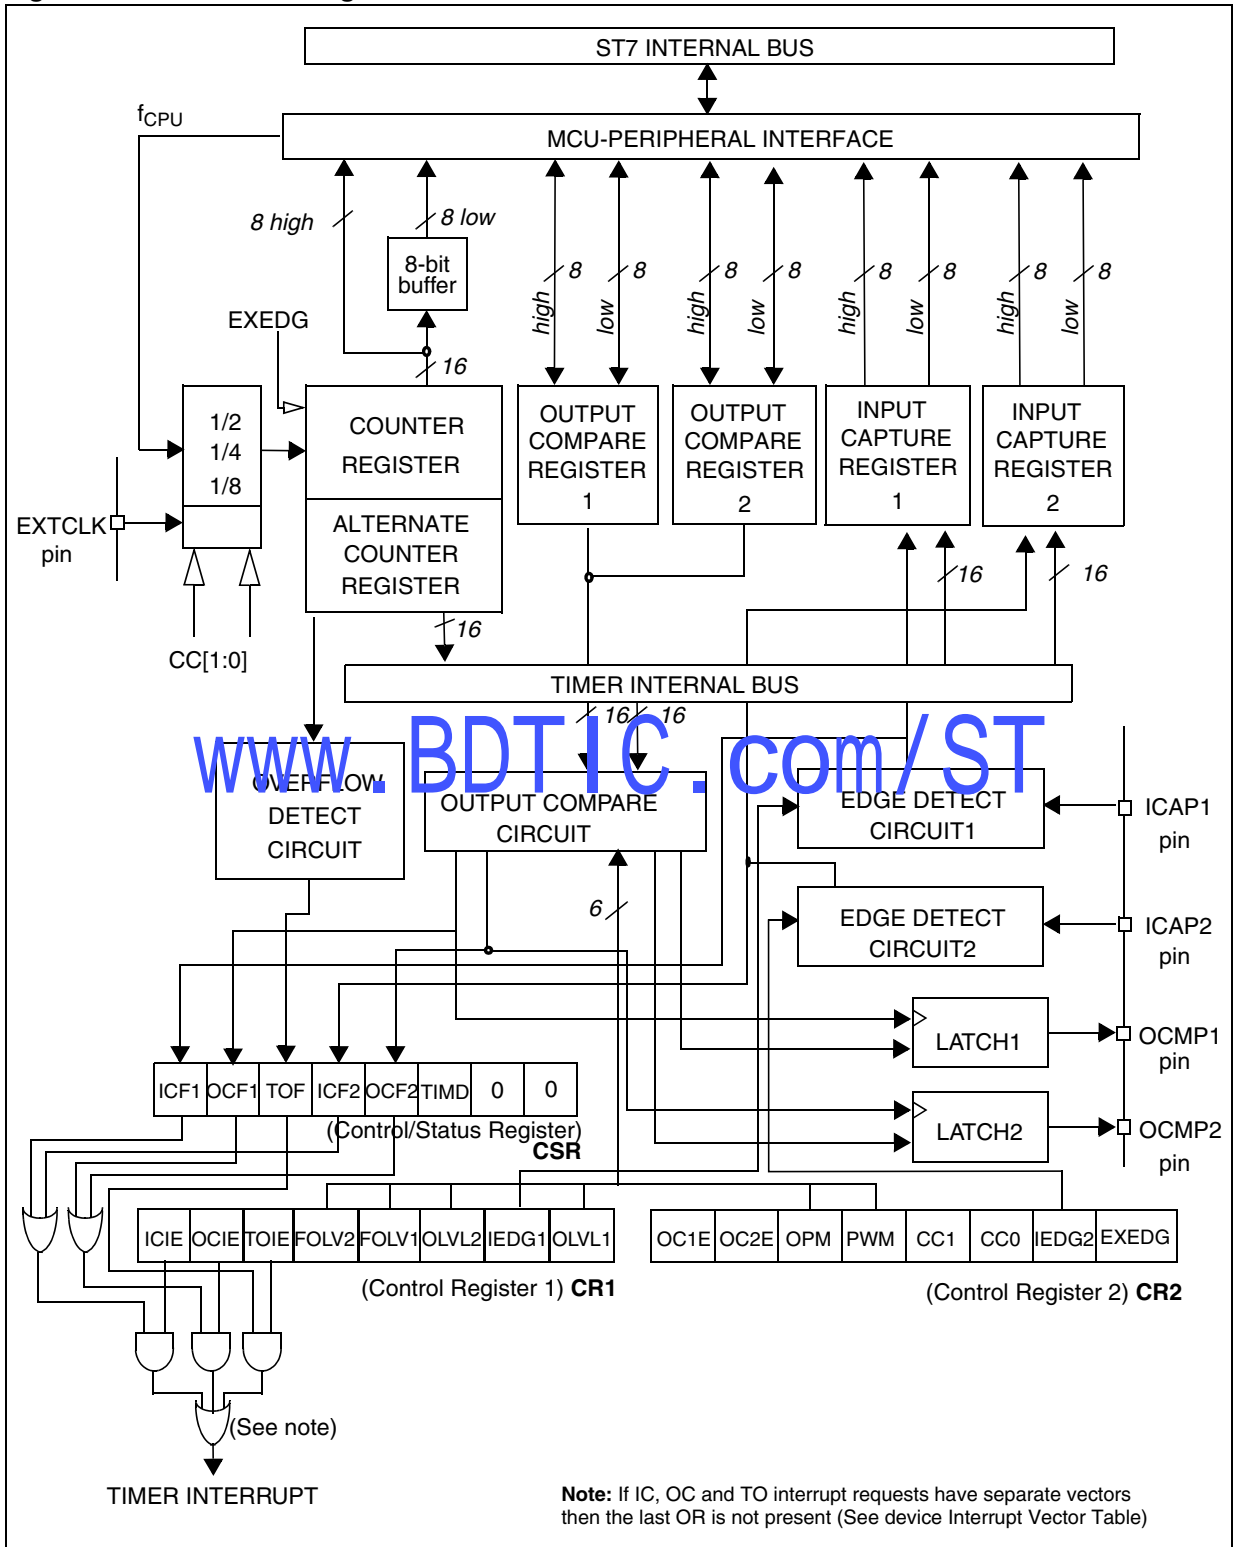 ST7 INTERNAL BUS
fCPU
MCU-PERIPHERAL INTERFACE
8 high
8 low
8-bit
buffer
8
8
8
8
8
8
8
8
high
low
high
low
high
low
high
low
EXEDG
16
1/2
1/4
1/8
COUNTER
REGISTER
OUTPUT
COMPARE
REGISTER
1
OUTPUT
COMPARE
REGISTER
2
INPUT
CAPTURE
REGISTER
1
INPUT
CAPTURE
REGISTER
2
EXTCLK
pin
ALTERNATE
COUNTER
REGISTER
16
16
16
CC[1:0]
TIMER INTERNAL BUS
16
16
www.BDTIC.com/ST
OVERFLOW
DETECT
CIRCUIT
OUTPUT COMPARE
CIRCUIT
EDGE DETECT
CIRCUIT1
ICAP1
pin
6
EDGE DETECT
CIRCUIT2
ICAP2
pin
LATCH1
OCMP1
pin
ICF1 OCF1 TOF ICF2 OCF2 TIMD 0 0
(Control/Status Register)
CSR
LATCH2
OCMP2
pin
ICIE OCIE TOIE FOLV2 FOLV1 OLVL2 IEDG1 OLVL1
OC1E OC2E OPM PWM CC1 CC0 IEDG2 EXEDG
(Control Register 1) CR1
(Control Register 2) CR2
(See note)
TIMER INTERRUPT
Note: If IC, OC and TO interrupt requests have separate vectors
then the last OR is not present (See device Interrupt Vector Table)